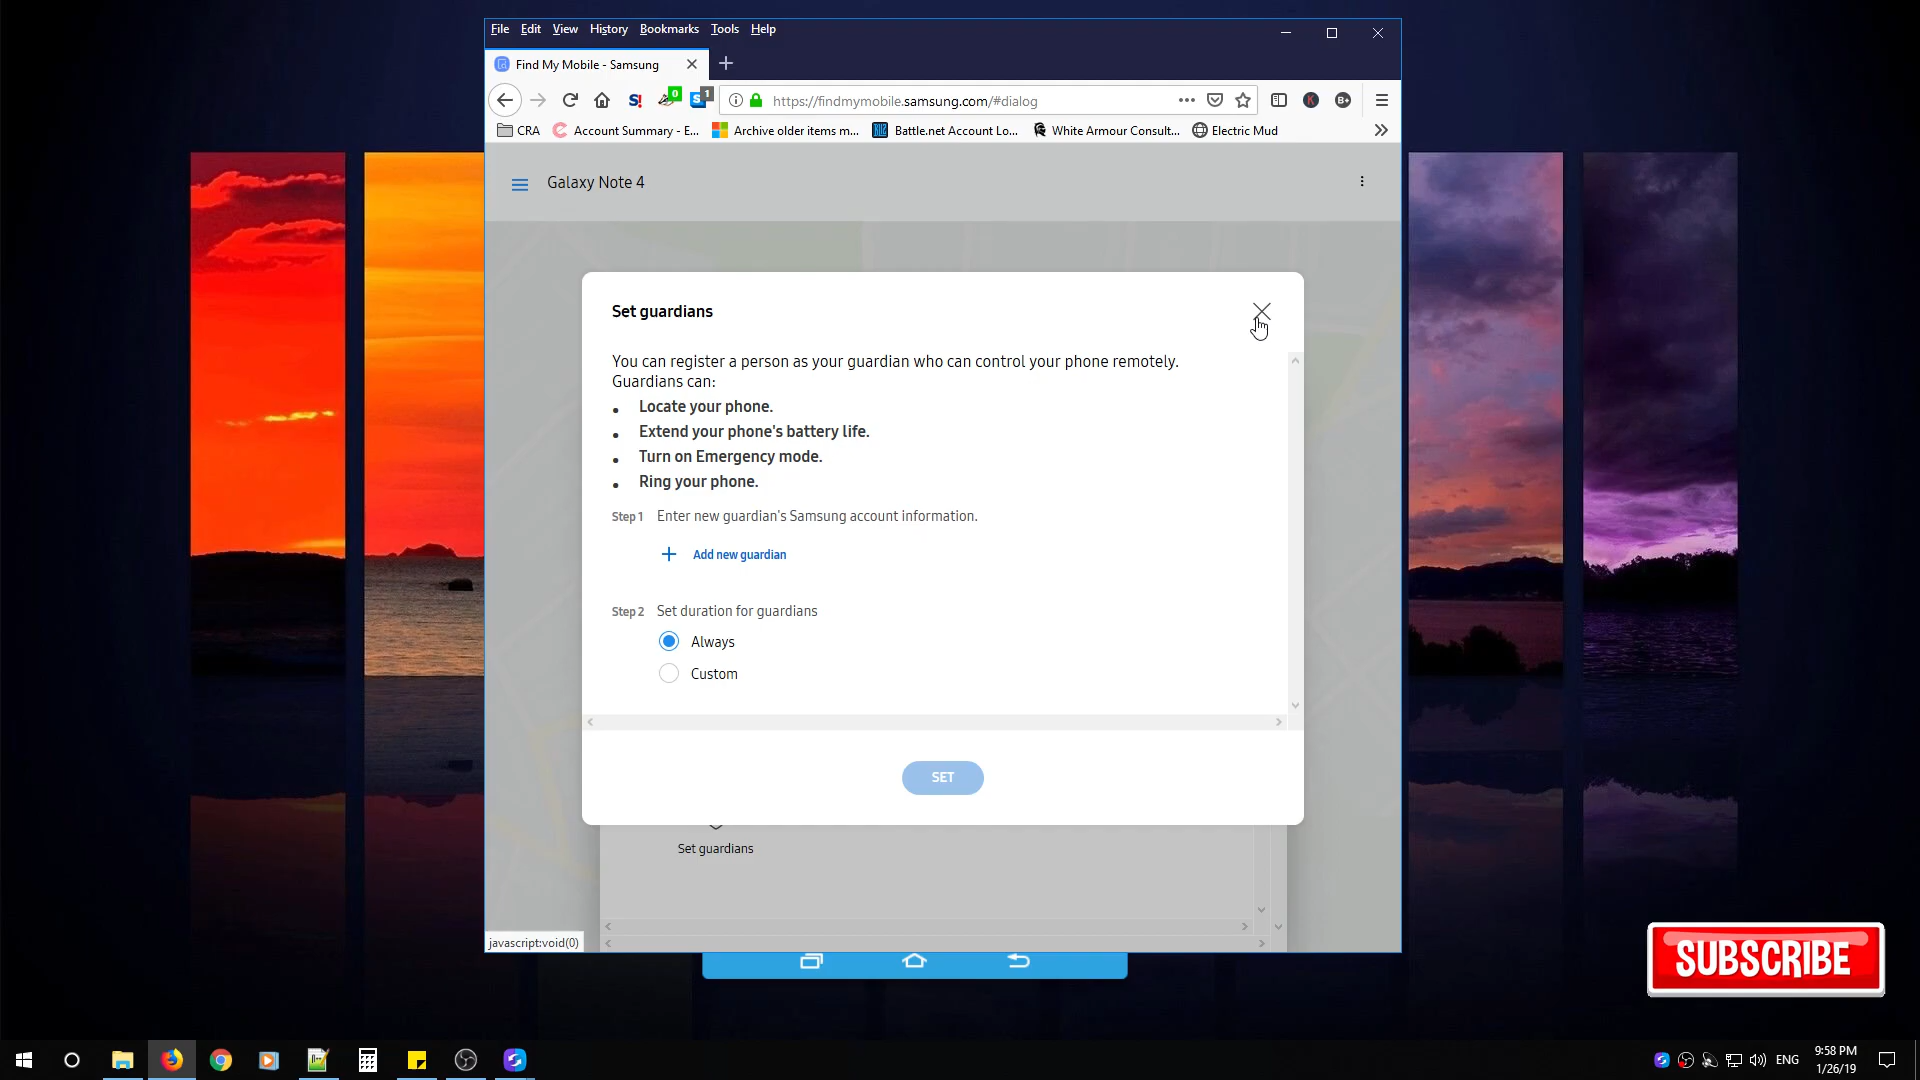 File Edit View History Bookmarks Tools Help
Find My Mobile - Samsung
S! 0 S 1 https://findmymobile.samsung.com/#dialog K B+
CRA Account Summary - E... Archive older items m... Battle.net Account Lo... White Armour Consult... Electric Mud
Galaxy Note 4
Set guardians
You can register a person as your guardian who can control your phone remotely.
Guardians can:
• Locate your phone.
• Extend your phone's battery life.
• Turn on Emergency mode.
• Ring your phone.
Step 1 Enter new guardian's Samsung account information.
+ Add new guardian
Step 2 Set duration for guardians
Always
Custom
SET
Set guardians
javascript:void(0)
SUBSCRIBE
ENG
9:58 PM
1/26/19